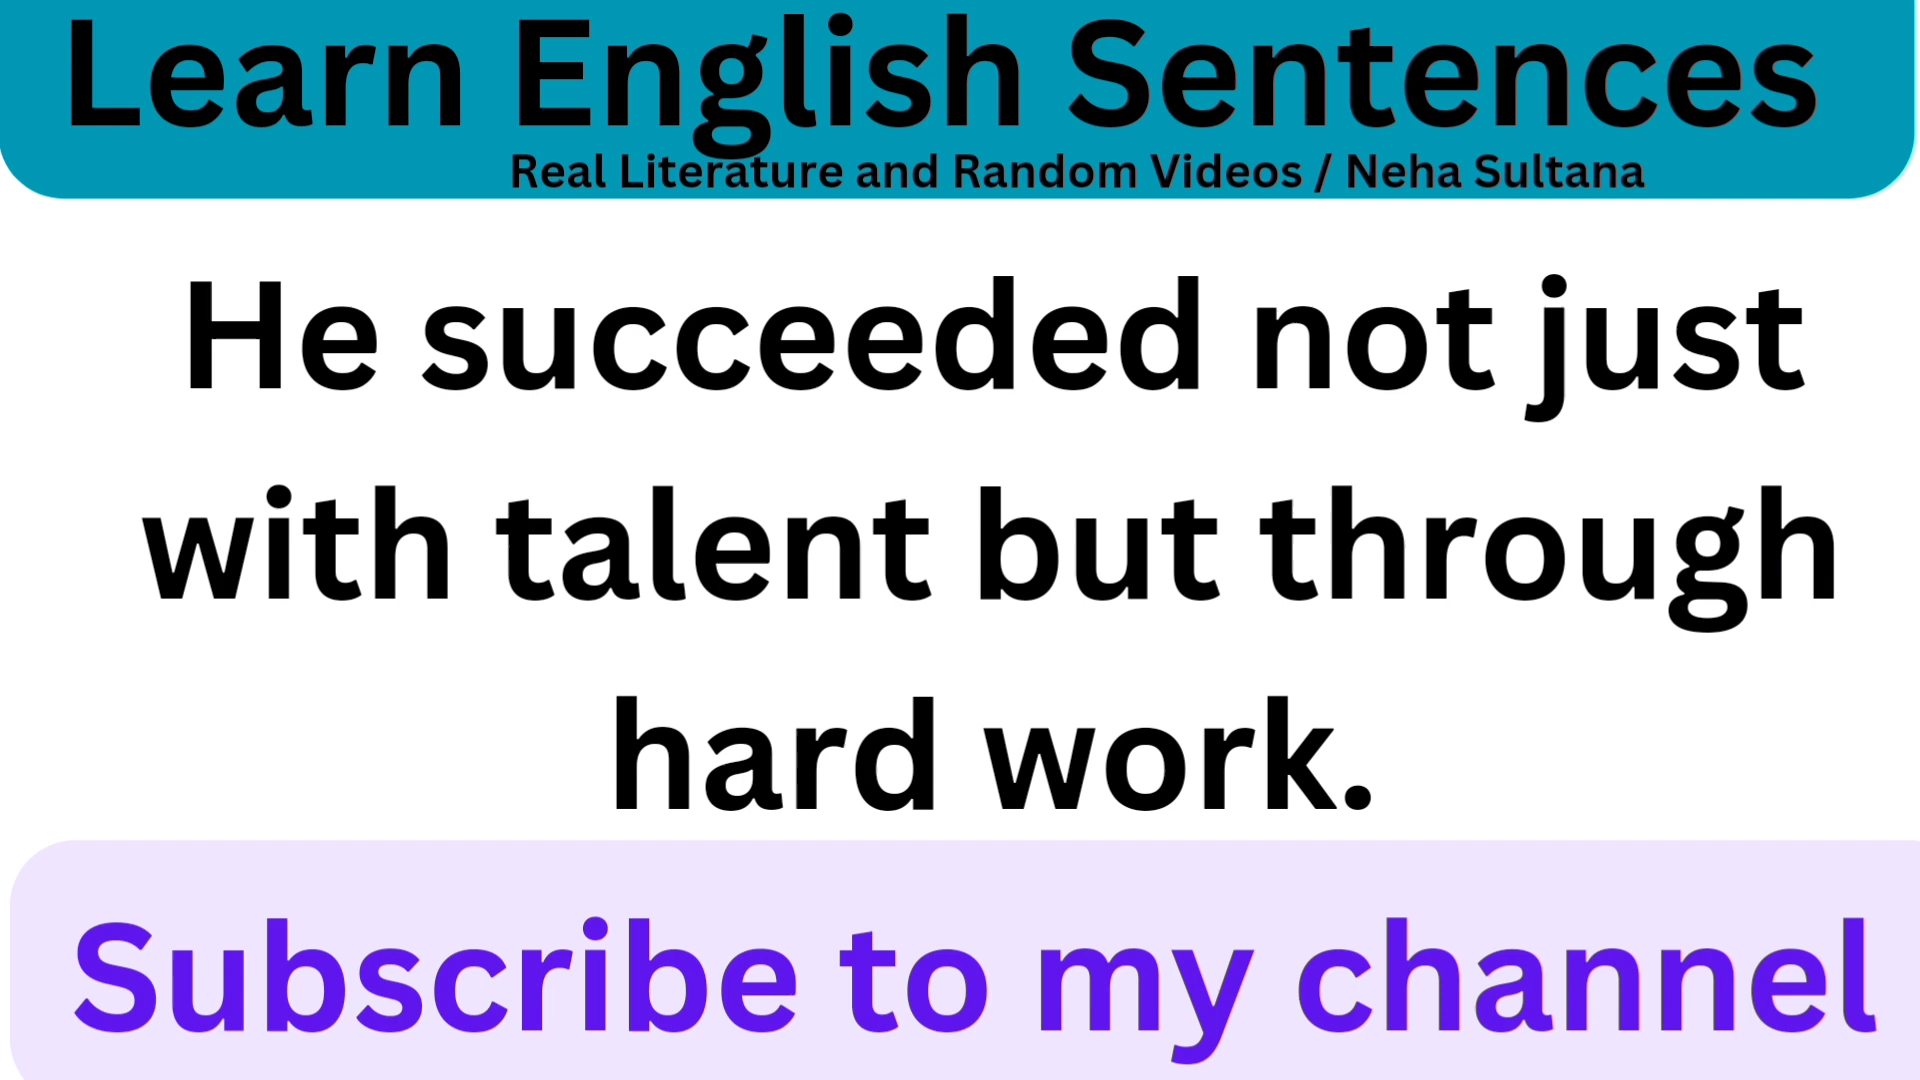 Learn English Sentences
Real Literature and Random Videos / Neha Sultana
He succeeded not just
with talent but through
hard work.
Subscribe to my channel